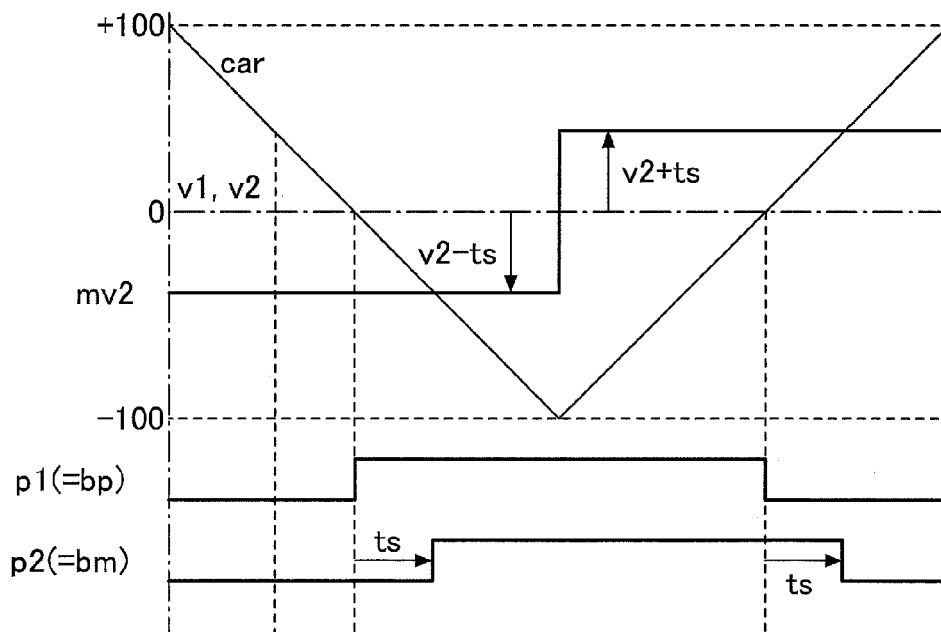 +100
car
v1, v2
v2+ts
0
v2-ts
mv2
-100
p1(=bp)
ts
p2(=bm)
ts